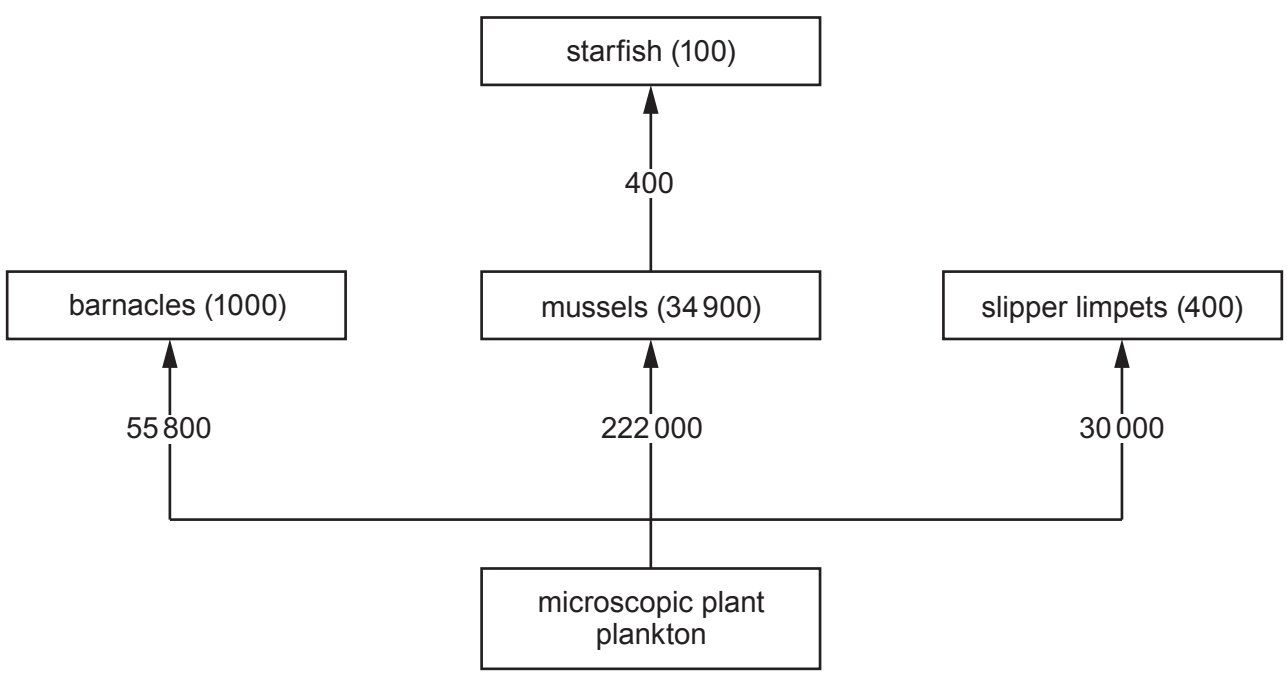 starfish (100)
400
barnacles (1000)
mussels (34 900)
slipper limpets (400)
55 800
222 000
30 000
microscopic plant
plankton